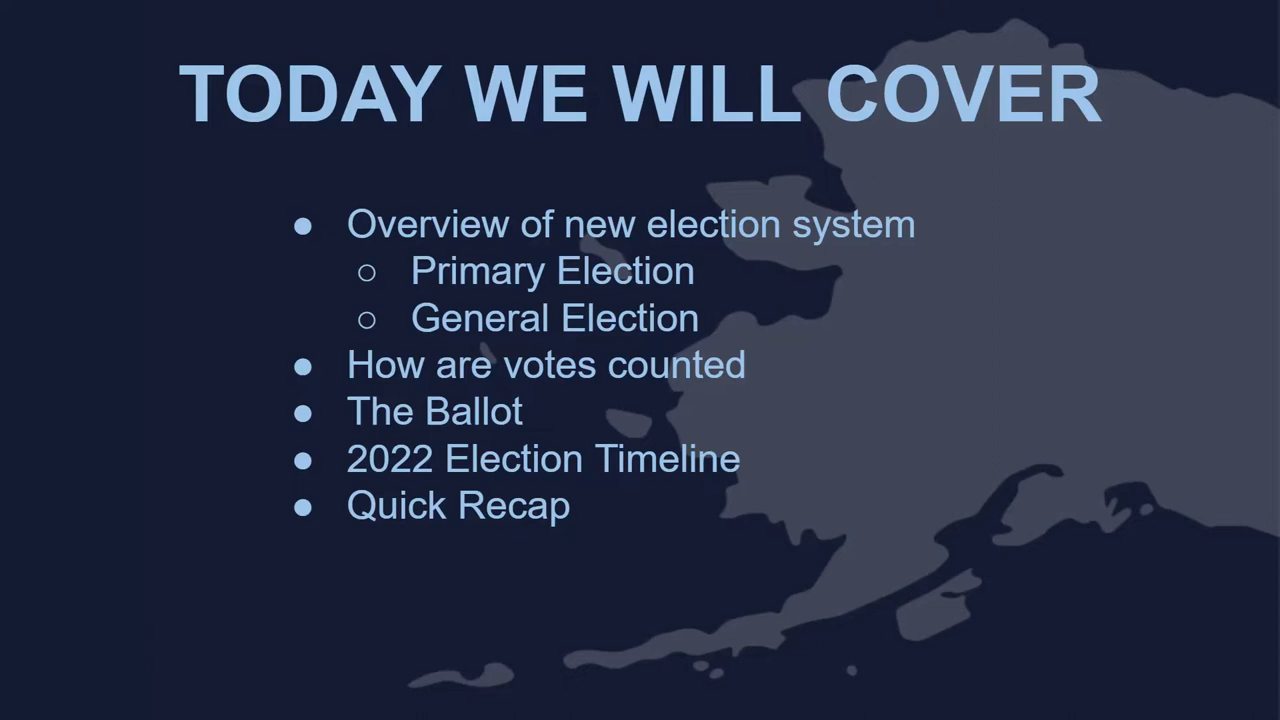 TODAY WE WILL COVER
● Overview of new election system
○ Primary Election
○ General Election
● How are votes counted
● The Ballot
● 2022 Election Timeline
● Quick Recap